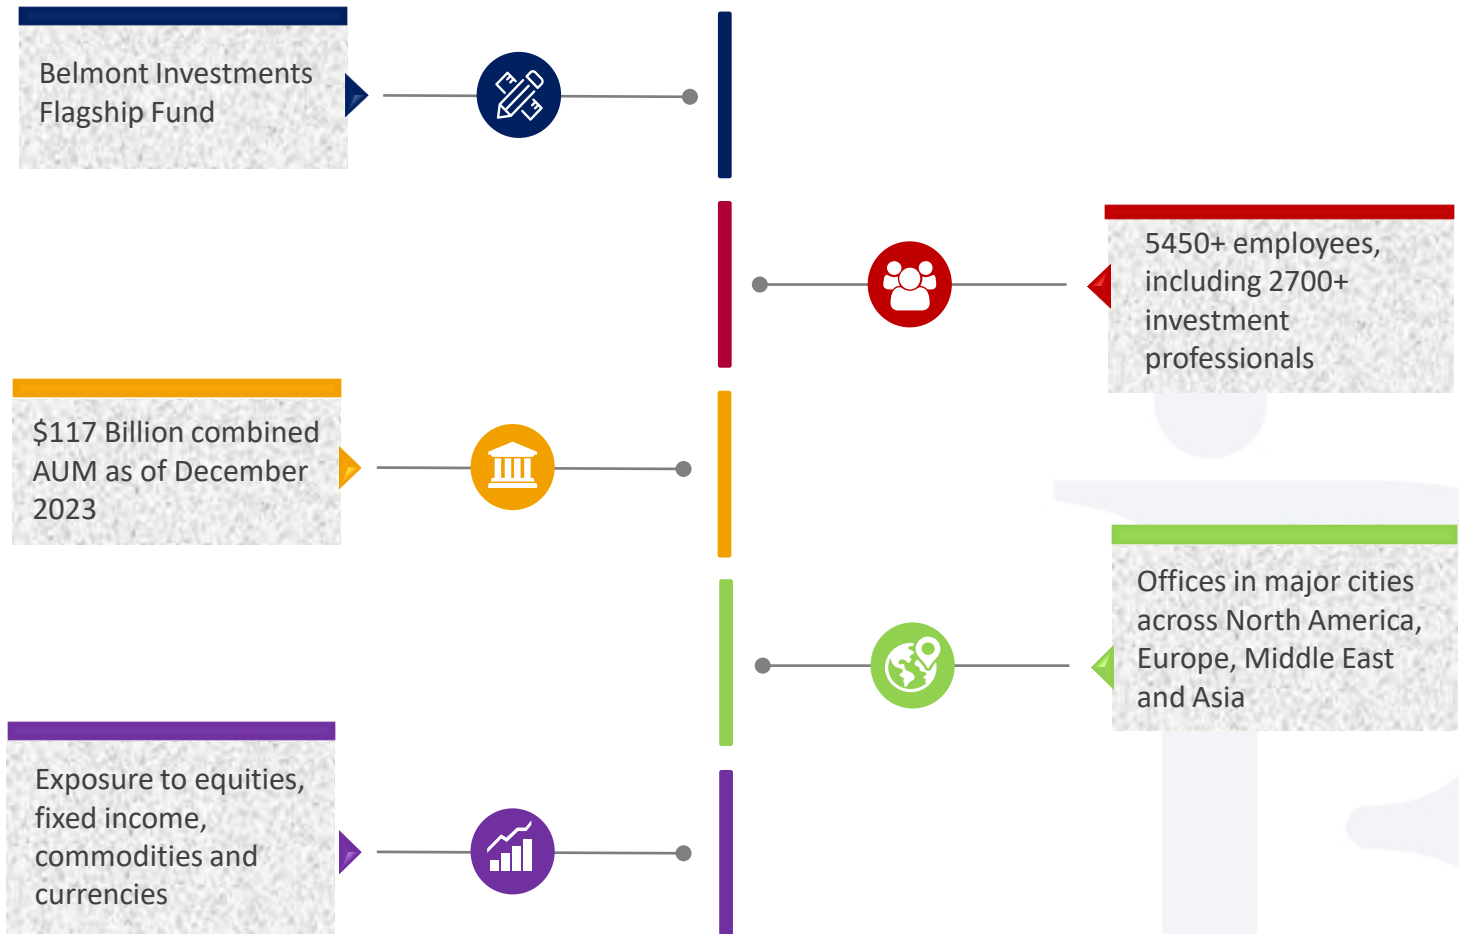 Belmont Investments
Flagship Fund
5450+ employees,
including 2700+
investment
professionals
$117 Billion combined
AUM as of December
2023
Offices in major cities
across North America,
Europe, Middle East
and Asia
Exposure to equities,
fixed income,
commodities and
currencies